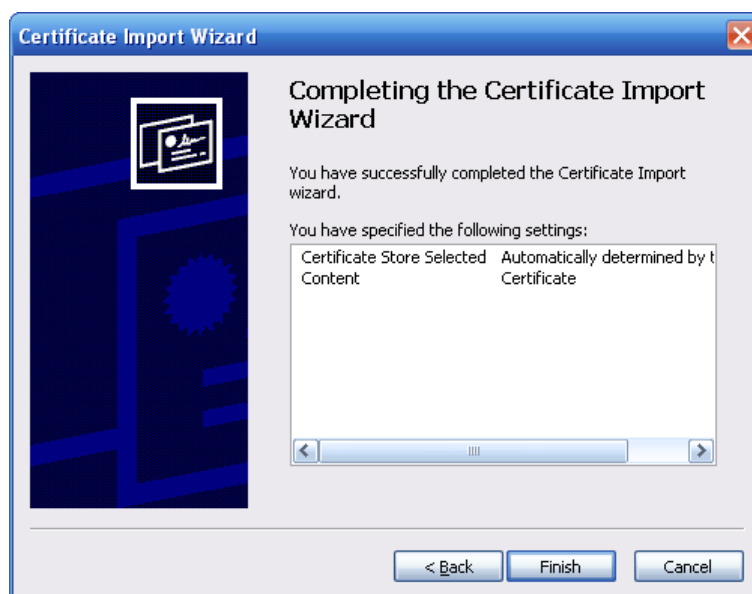 Certificate Import Wizard
Completing the Certificate Import
Wizard
You have successfully completed the Certificate Import
wizard.
You have specified the following settings:
Certificate Store Selected Automatically determined by t
Content Certificate
< Back Finish Cancel